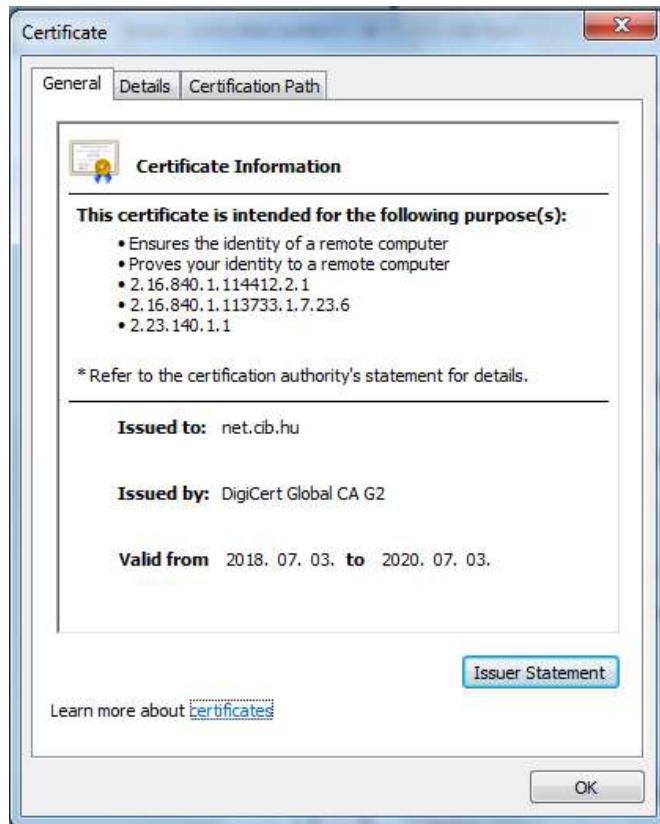 Certificate
General Details Certification Path
Certificate Information
This certificate is intended for the following purpose(s):
• Ensures the identity of a remote computer
• Proves your identity to a remote computer
• 2.16.840.1.114412.2.1
• 2.16.840.1.113733.1.7.23.6
• 2.23.140.1.1
* Refer to the certification authority's statement for details.
Issued to: net.cib.hu
Issued by: DigiCert Global CA G2
Valid from 2018. 07. 03. to 2020. 07. 03.
Issuer Statement
Learn more about certificates
OK